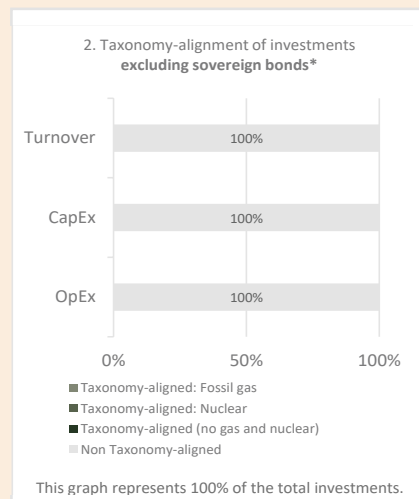 2. Taxonomy-alignment of investments
excluding sovereign bonds*
Turnover
100%
CapEx
100%
OpEx
100%
0%
50%
100%
Taxonomy-aligned: Fossil gas
Taxonomy-aligned: Nuclear
Taxonomy-aligned (no gas and nuclear)
Non Taxonomy-aligned
This graph represents 100% of the total investments.